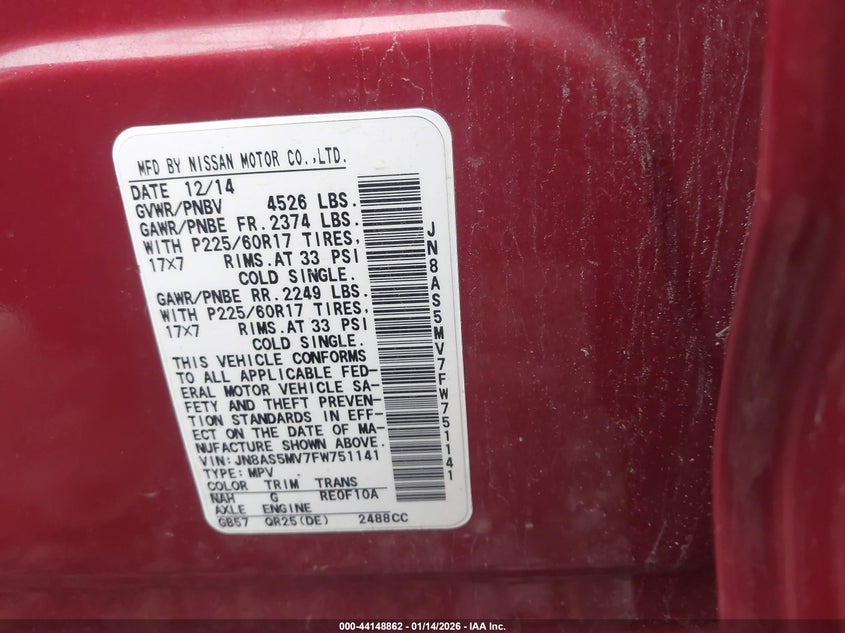 MFD BY NISSAN MOTOR CO.,LTD.
DATE 12/14
GVWR/PNBV 4526 LBS.
GAWR/PNBE FR. 2374 LBS.
WITH P225/60R17 TIRES,
17x7 RIMS.AT 33 PSI
COLD SINGLE.
GAWR/PNBE RR. 2249 LBS.
WITH P225/60R17 TIRES,
17x7 RIMS.AT 33 PSI
COLD SINGLE.
THIS VEHICLE CONFORMS
TO ALL APPLICABLE FED-
ERAL MOTOR VEHICLE SA-
FETY AND THEFT PREVEN-
TION STANDARDS IN EFF-
ECT ON THE DATE OF MA-
NUFACTURE SHOWN ABOVE.
VIN: JN8AS5MV7FW751141
TYPE: MPV
COLOR TRIM TRANS
NAH G RE0F10A
AXLE ENGINE
GB57 QR25(DE) 2488CC
JN8AS5MV7FW751141
000-44148862 - 01/14/2026 - IAA Inc.